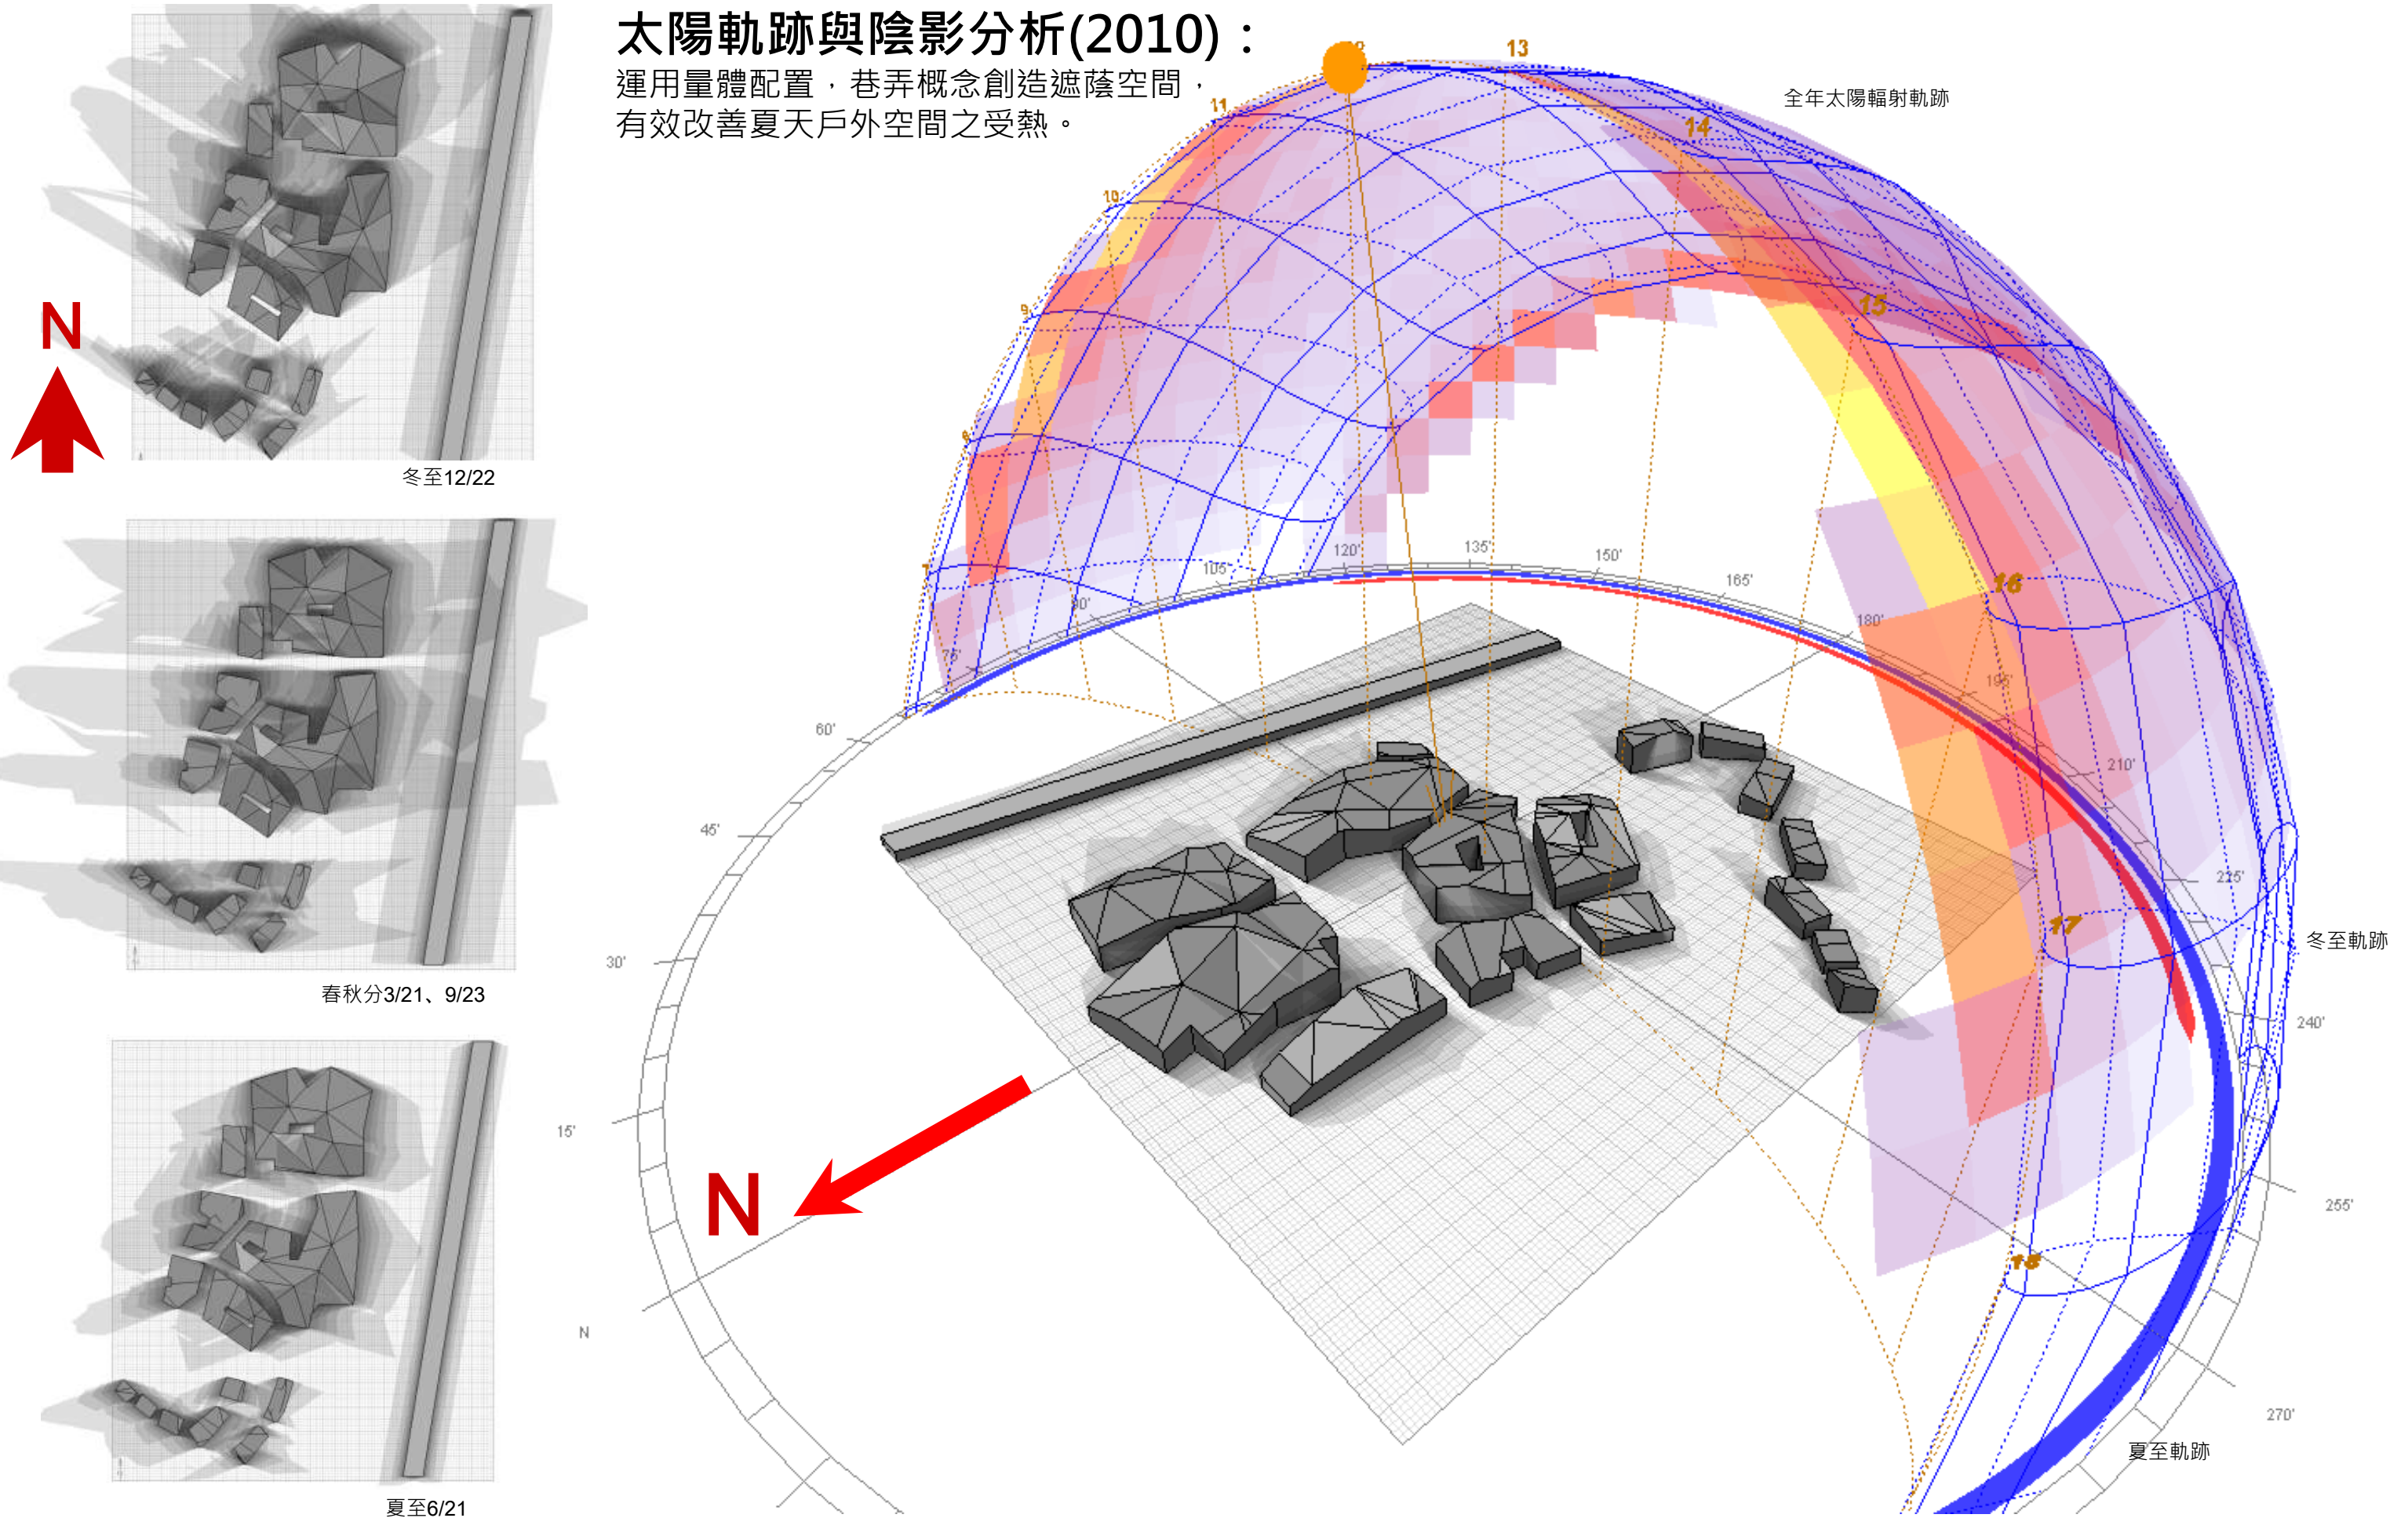 太陽軌跡與陰影分析(2010)：
運用量體配置，巷弄概念創造遮蔭空間，
有效改善夏天戶外空間之受熱。
N
冬至12/22
春秋分3/21、9/23
夏至6/21
全年太陽輻射軌跡
13
11
14
10
9
15
8
7
16
17
18
120'
135'
150'
105'
165'
90'
180'
75'
195'
60'
210'
45'
225'
30'
240'
15'
255'
N
270'
冬至軌跡
夏至軌跡
N